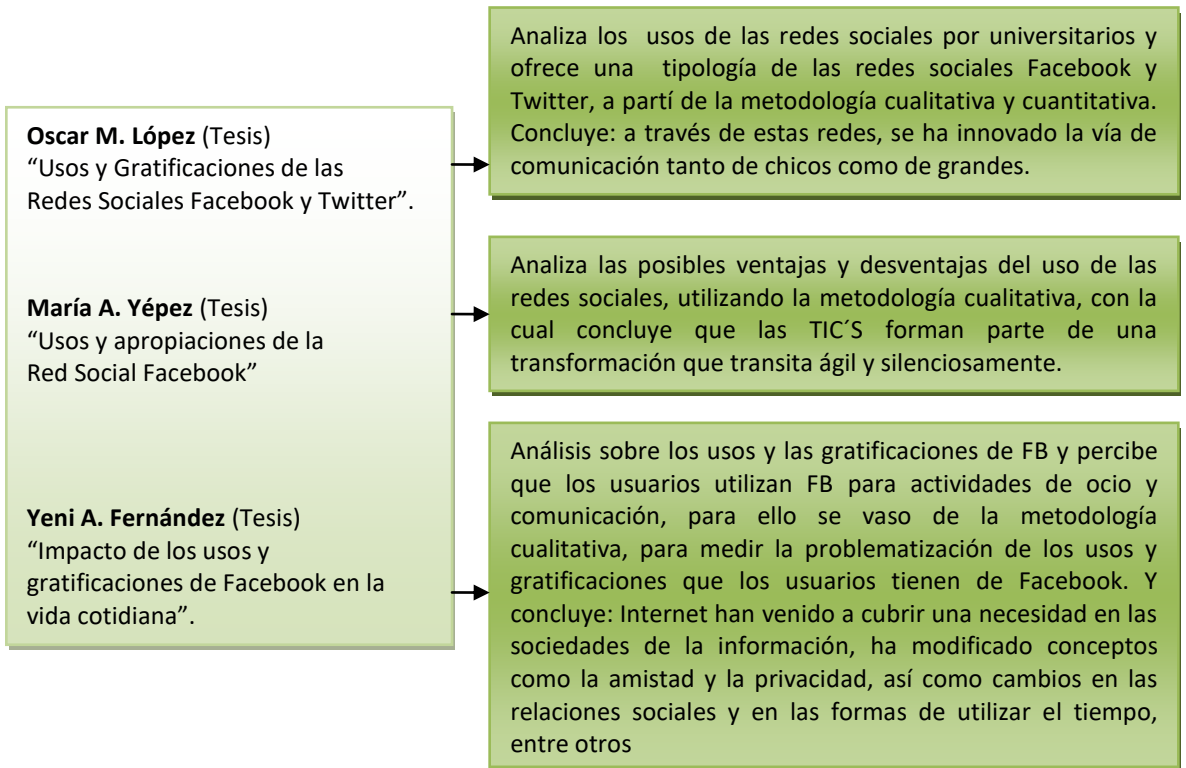 Oscar M. López (Tesis)
“Usos y Gratificaciones de las
Redes Sociales Facebook y Twitter”.
Analiza los usos de las redes sociales por universitarios y
ofrece una tipología de las redes sociales Facebook y
Twitter, a partí de la metodología cualitativa y cuantitativa.
Concluye: a través de estas redes, se ha innovado la vía de
comunicación tanto de chicos como de grandes.
María A. Yépez (Tesis)
“Usos y apropiaciones de la
Red Social Facebook”
Analiza las posibles ventajas y desventajas del uso de las
redes sociales, utilizando la metodología cualitativa, con la
cual concluye que las TIC´S forman parte de una
transformación que transita ágil y silenciosamente.
Yeni A. Fernández (Tesis)
“Impacto de los usos y
gratificaciones de Facebook en la
vida cotidiana”.
Análisis sobre los usos y las gratificaciones de FB y percibe
que los usuarios utilizan FB para actividades de ocio y
comunicación, para ello se vaso de la metodología
cualitativa, para medir la problematización de los usos y
gratificaciones que los usuarios tienen de Facebook. Y
concluye: Internet han venido a cubrir una necesidad en las
sociedades de la información, ha modificado conceptos
como la amistad y la privacidad, así como cambios en las
relaciones sociales y en las formas de utilizar el tiempo,
entre otros